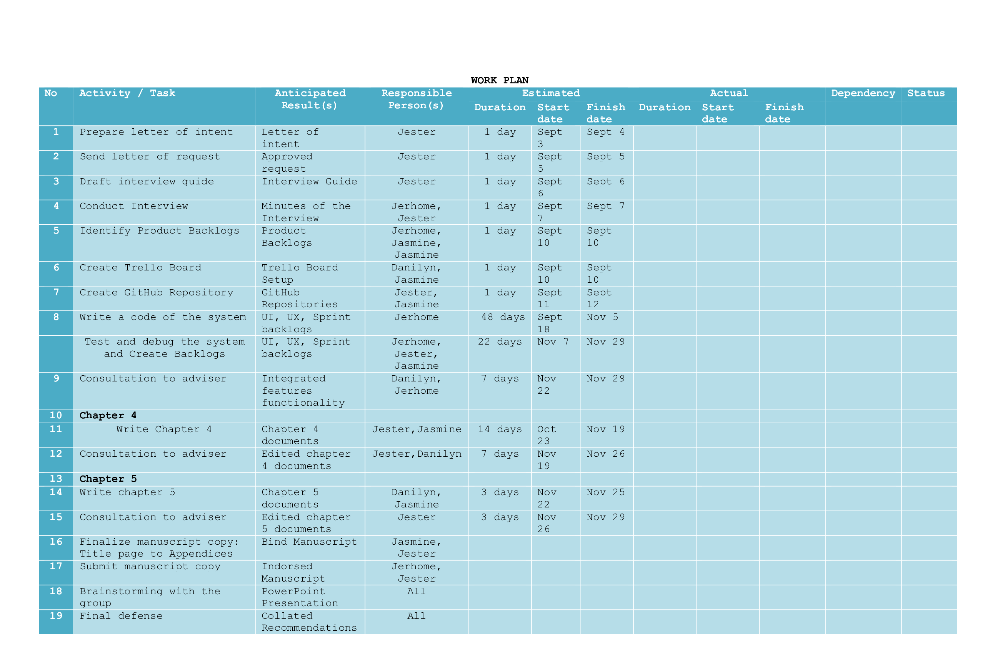 WORK PLAN
No Activity / Task Anticipated Responsible Estimated Actual Dependency Status
Result(s) Person(s) Duration Start Finish Duration Start Finish
date date date date
1 Prepare letter of intent Letter of Jester 1 day Sept Sept 4
intent 3
2 Send letter of request Approved Jester 1 day Sept Sept 5
request 5
3 Draft interview guide Interview Guide Jester 1 day Sept Sept 6
6
4 Conduct Interview Minutes of the Jerhome, 1 day Sept Sept 7
Interview Jester 7
5 Identify Product Backlogs Product Jerhome, 1 day Sept Sept
Backlogs Jasmine, 10 10
Jasmine
6 Create Trello Board Trello Board Danilyn, 1 day Sept Sept
Setup Jasmine 10 10
7 Create GitHub Repository GitHub Jester, 1 day Sept Sept
Repositories Jasmine 11 12
8 Write a code of the system UI, UX, Sprint Jerhome 48 days Sept Nov 5
backlogs 18
Test and debug the system UI, UX, Sprint Jerhome, 22 days Nov 7 Nov 29
and Create Backlogs backlogs Jester,
Jasmine
9 Consultation to adviser Integrated Danilyn, 7 days Nov Nov 29
features Jerhome 22
functionality
10 Chapter 4
11 Write Chapter 4 Chapter 4 Jester,Jasmine 14 days Oct Nov 19
documents 23
12 Consultation to adviser Edited chapter Jester,Danilyn 7 days Nov Nov 26
4 documents 19
13 Chapter 5
14 Write chapter 5 Chapter 5 Danilyn, 3 days Nov Nov 25
documents Jasmine 22
15 Consultation to adviser Edited chapter Jester 3 days Nov Nov 29
5 documents 26
16 Finalize manuscript copy: Bind Manuscript Jasmine,
Title page to Appendices Jester
17 Submit manuscript copy Indorsed Jerhome,
Manuscript Jester
18 Brainstorming with the PowerPoint All
group Presentation
19 Final defense Collated All
Recommendations